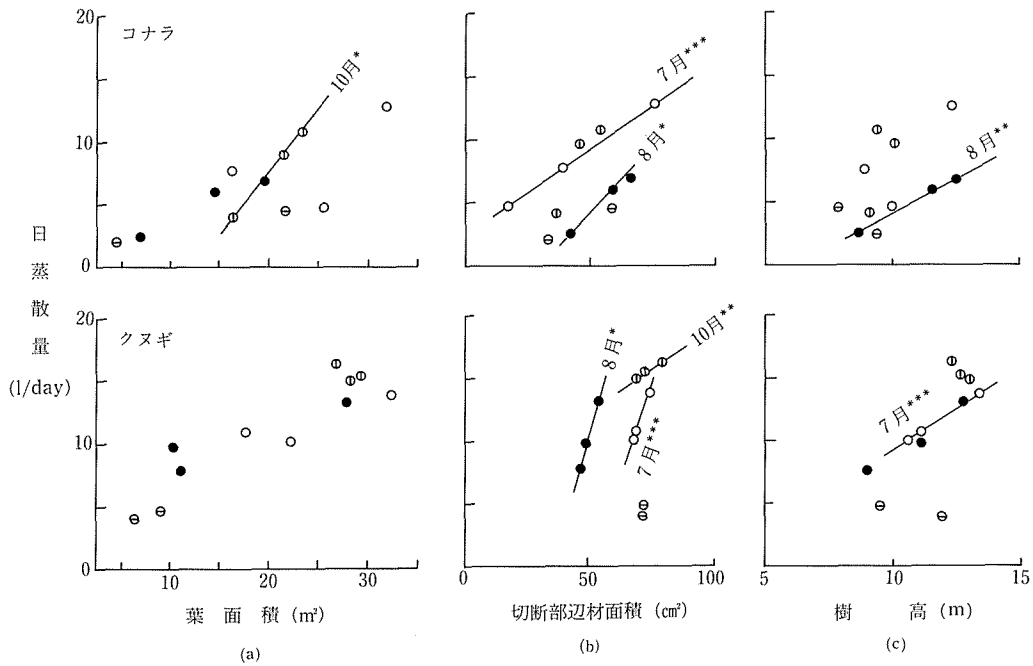 コナラ
20
10
0
10月*
7月***
8月*
8月**
日蒸散量
(l/day)
クヌギ
20
10
0
10
20
30
8月*
10月**
7月***
0
50
100
7月***
5
10
15
葉面積(m²)
切断部辺材面積(cm²)
樹高(m)
(a)
(b)
(c)